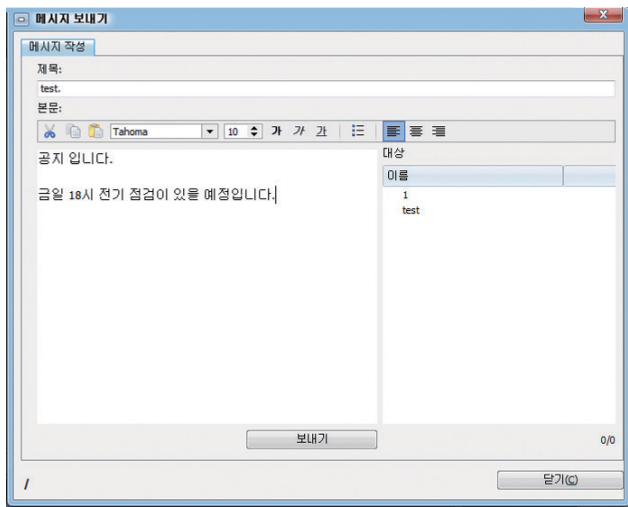 메시지 보내기
메시지 작성
제목:
test.
본문:
Tahoma 10 가 가 가
공지 입니다.
금일 18시 전기 점검이 있을 예정입니다.
대상
이름
1
test
보내기
0/0
/
닫기(C)